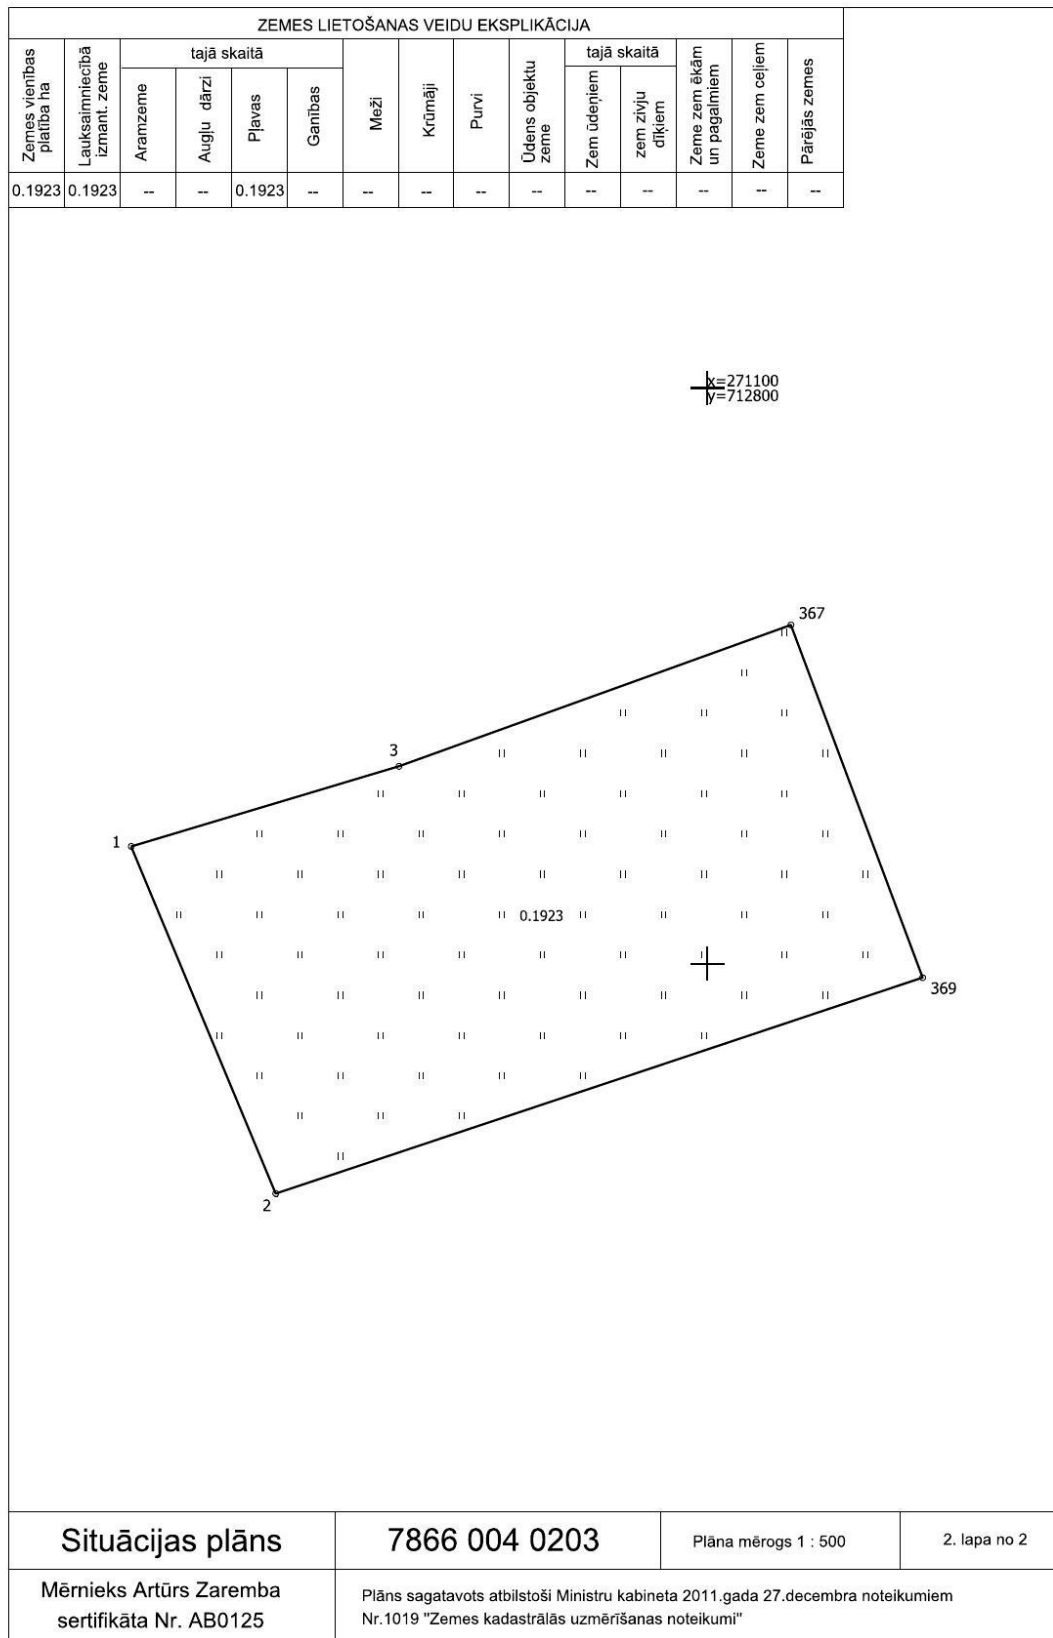 ZEMES LIETOŠANAS VEIDU EKSPLIKĀCIJA
Zemes vienības
platība ha
Lauksaimniecībā
izmant. zeme
tajā skaitā
Aramzeme
Augļu dārzi
Pļavas
Ganības
Meži
Krūmāji
Purvi
Ūdens objektu
zeme
tajā skaitā
Zem ūdeņiem
zem zivju
dīķiem
Zeme zem ēkām
un pagalmiem
Zeme zem ceļiem
Pārējās zemes
0.1923 0.1923 -- -- 0.1923 -- -- -- -- -- -- -- -- -- --
x=271100
y=712800
367
3
1
0.1923
369
2
Situācijas plāns
7866 004 0203
Plāna mērogs 1 : 500
2. lapa no 2
Mērnieks Artūrs Zaremba
sertifikāta Nr. AB0125
Plāns sagatavots atbilstoši Ministru kabineta 2011.gada 27.decembra noteikumiem
Nr.1019 "Zemes kadastrālās uzmērīšanas noteikumi"